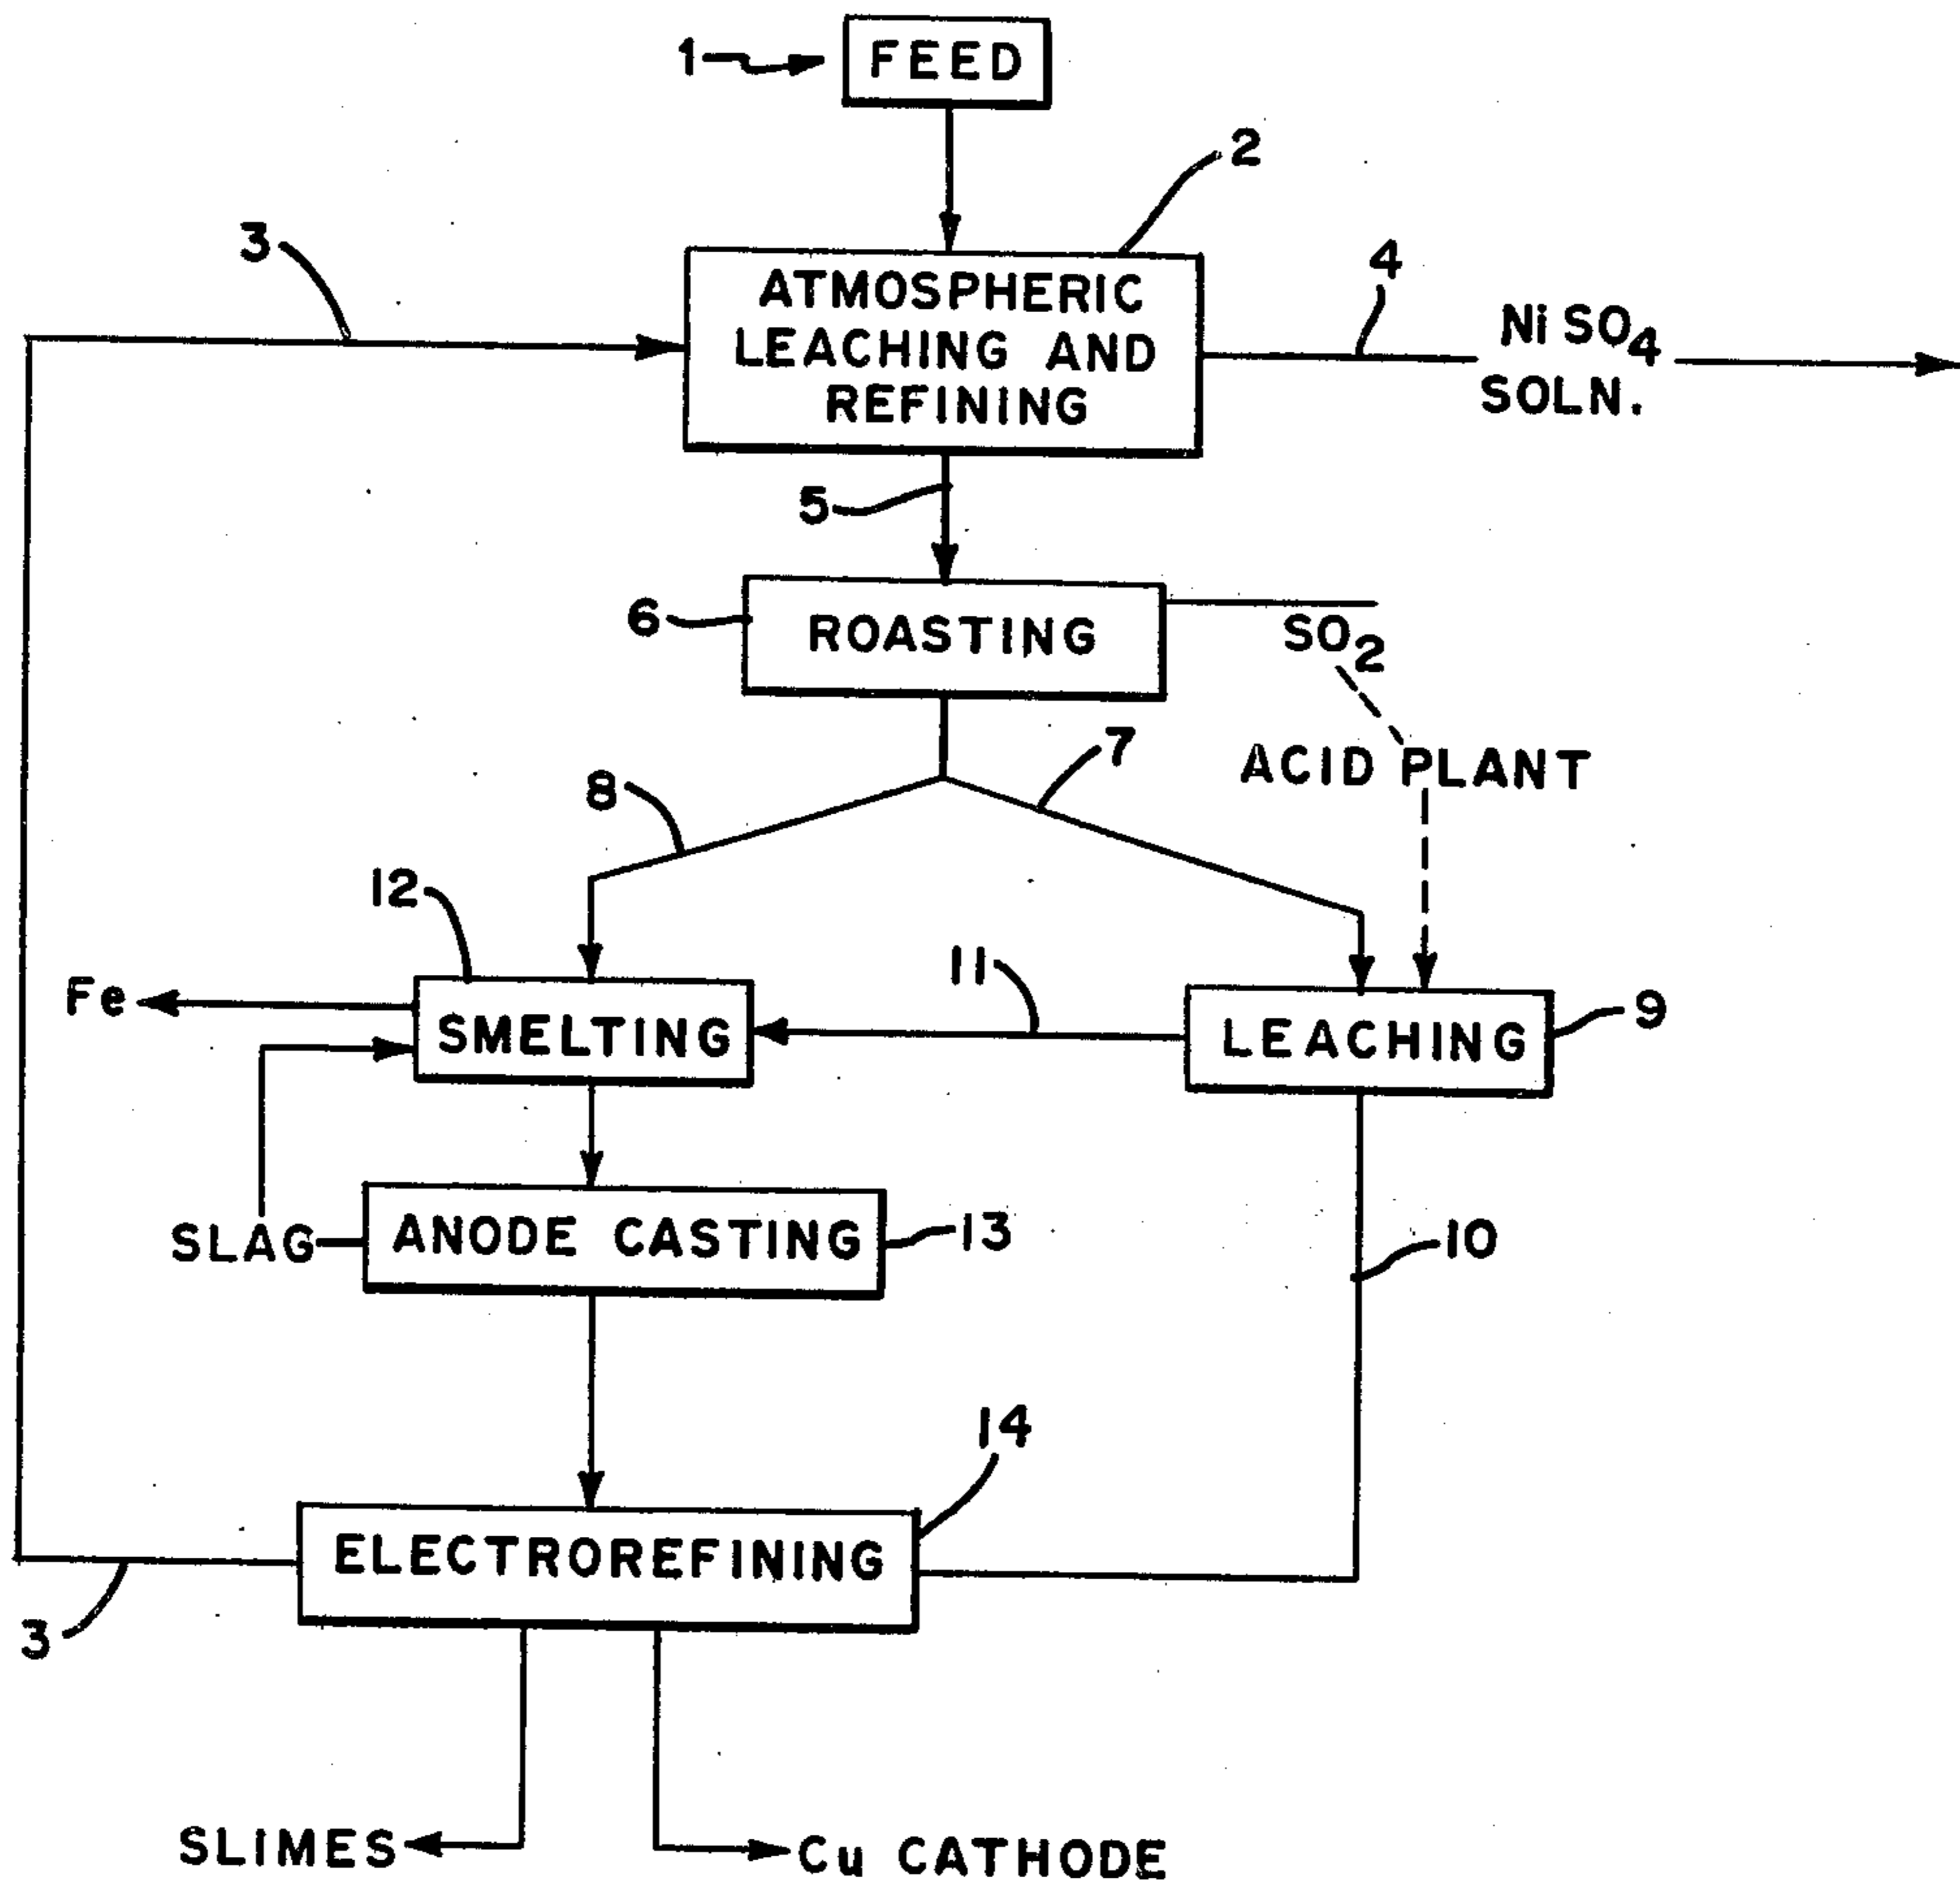 1
FEED
2
3
ATMOSPHERIC
LEACHING AND
REFINING
4
Ni SO4
SOLN.
5
6
ROASTING
SO2
7
ACID PLANT
8
12
11
Fe
SMELTING
LEACHING
9
SLAG
ANODE CASTING
13
10
14
ELECTROREFINING
3
SLIMES
Cu CATHODE